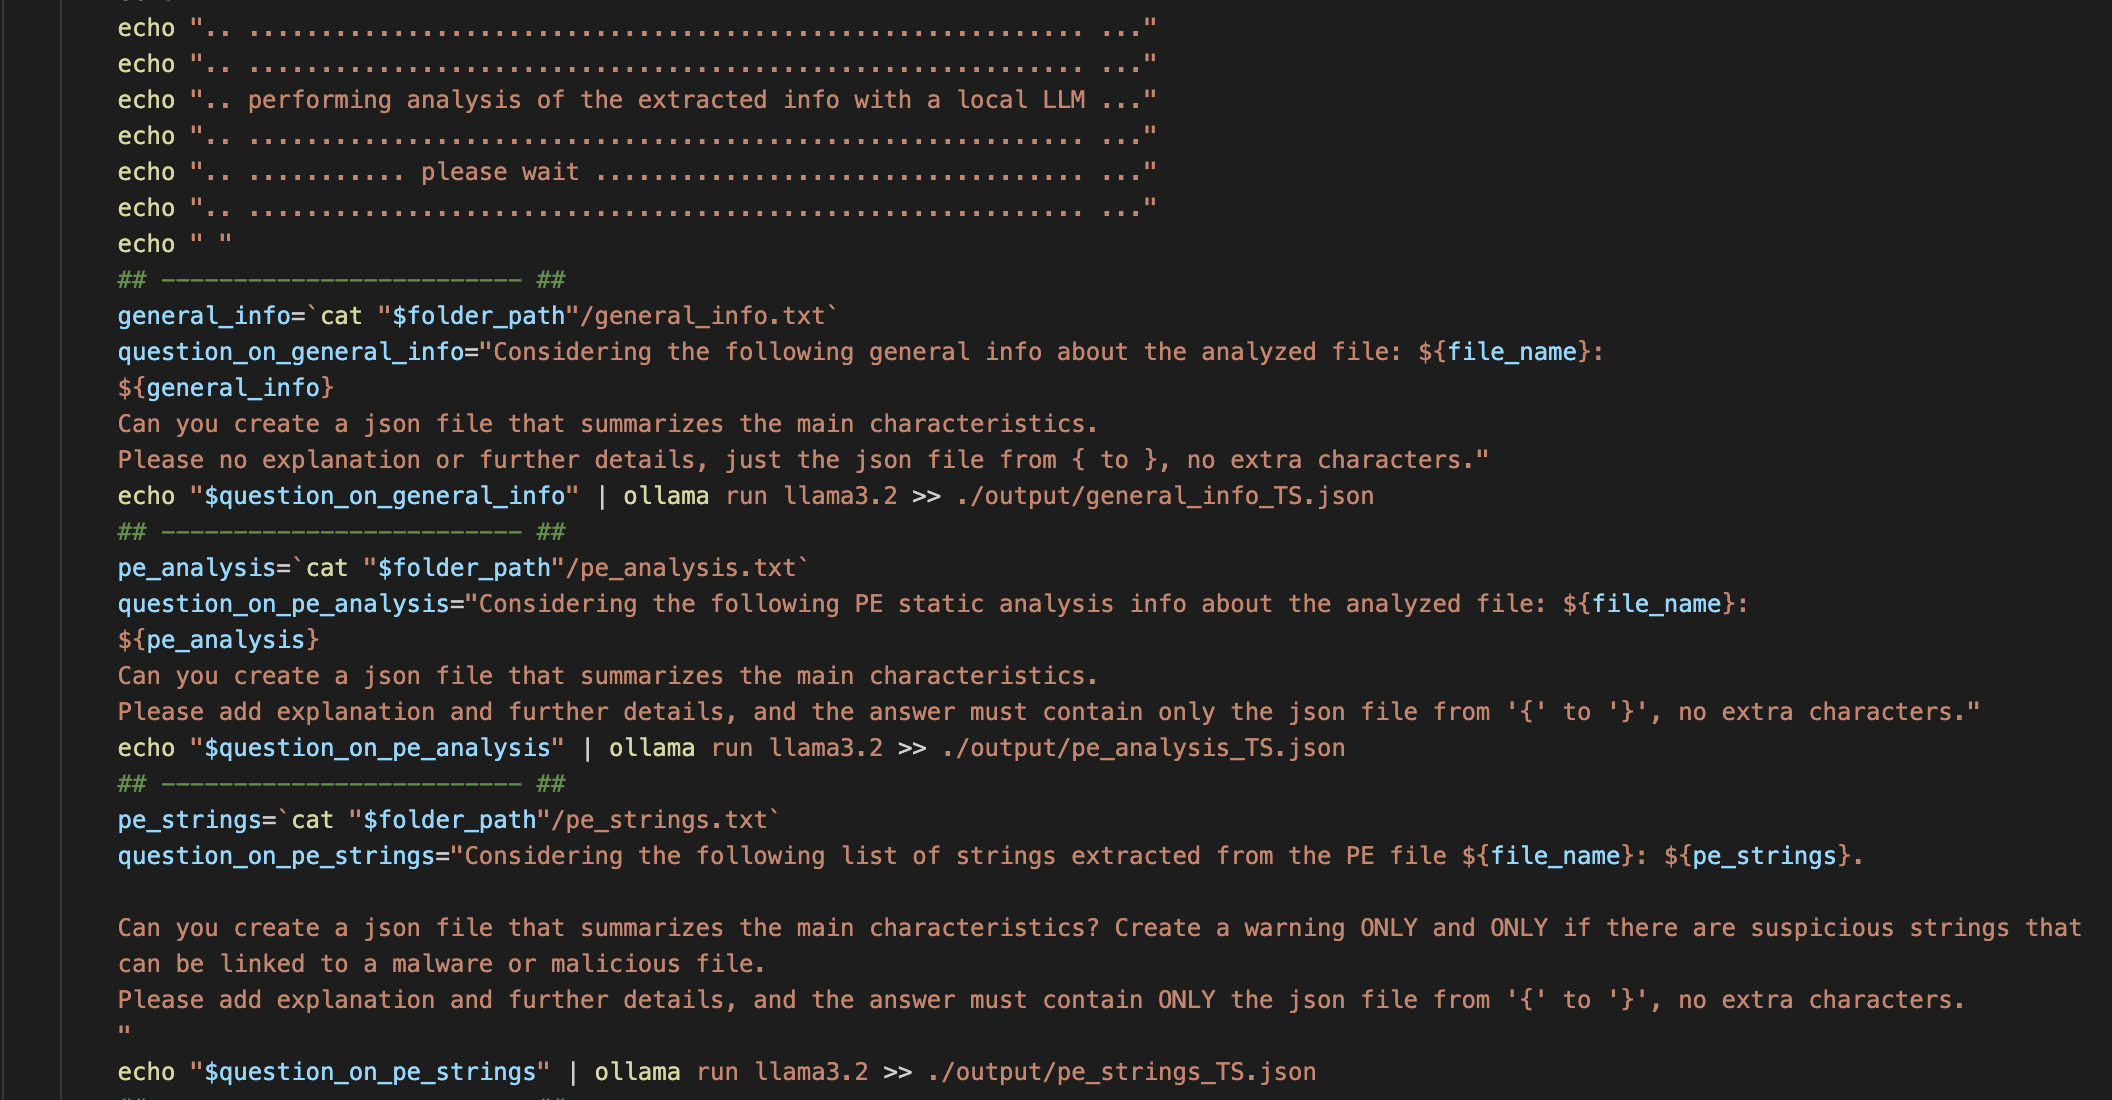 echo ".. .......................................................... ..."
echo ".. .......................................................... ..."
echo ".. performing analysis of the extracted info with a local LLM ..."
echo ".. .......................................................... ..."
echo ".. ........... please wait .................................. ..."
echo ".. .......................................................... ..."
echo " "
## ------------------------- ##
general_info=`cat "$folder_path"/general_info.txt`
question_on_general_info="Considering the following general info about the analyzed file: ${file_name}:
${general_info}
Can you create a json file that summarizes the main characteristics.
Please no explanation or further details, just the json file from { to }, no extra characters."
echo "$question_on_general_info" | ollama run llama3.2 >> ./output/general_info_TS.json
## ------------------------- ##
pe_analysis=`cat "$folder_path"/pe_analysis.txt`
question_on_pe_analysis="Considering the following PE static analysis info about the analyzed file: ${file_name}:
${pe_analysis}
Can you create a json file that summarizes the main characteristics.
Please add explanation and further details, and the answer must contain only the json file from '{' to '}', no extra characters."
echo "$question_on_pe_analysis" | ollama run llama3.2 >> ./output/pe_analysis_TS.json
## ------------------------- ##
pe_strings=`cat "$folder_path"/pe_strings.txt`
question_on_pe_strings="Considering the following list of strings extracted from the PE file ${file_name}: ${pe_strings}.
Can you create a json file that summarizes the main characteristics? Create a warning ONLY and ONLY if there are suspicious strings that
can be linked to a malware or malicious file.
Please add explanation and further details, and the answer must contain ONLY the json file from '{' to '}', no extra characters.
"
echo "$question_on_pe_strings" | ollama run llama3.2 >> ./output/pe_strings_TS.json